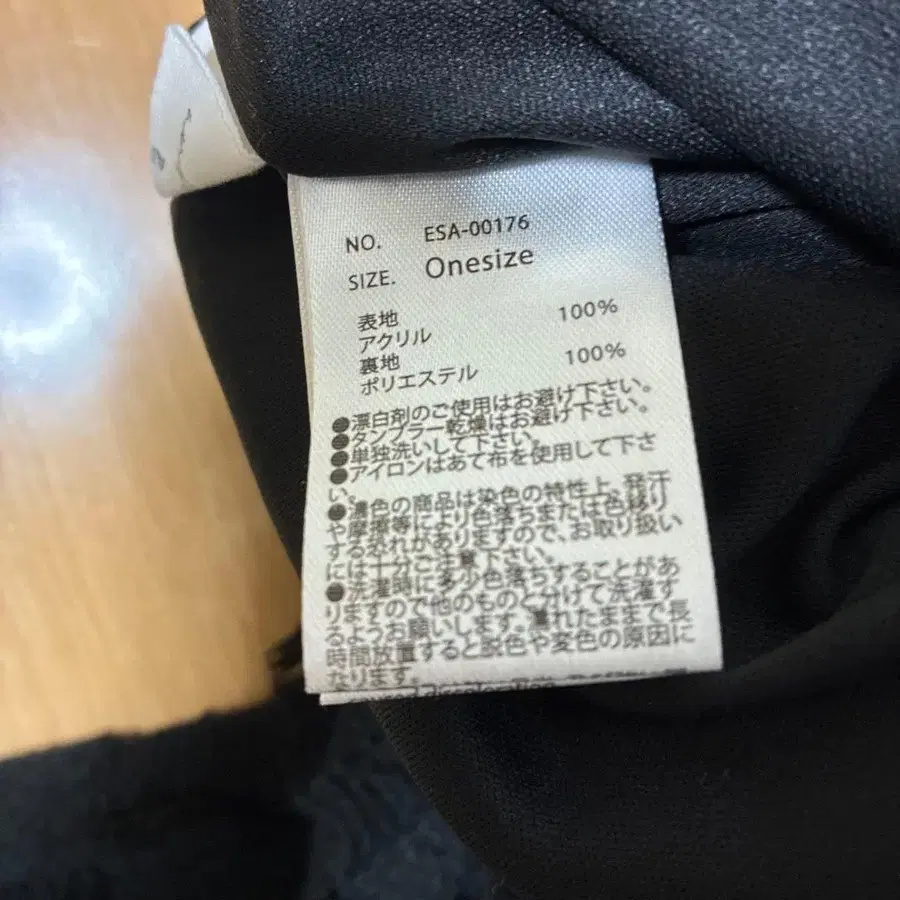 NO. ESA-00176
SIZE. Onesize
表地
アクリル 100%
裏地
ポリエステル 100%
●漂白剤のご使用はお避け下さい。
●タンブラー乾燥はお避け下さい。
●単独洗いして下さい。
●アイロンはあて布を使用して下さ
い。
●濃色の商品は染色の特性上、発汗
や摩擦等により色落ちまたは色移り
する恐れがありますので、お取り扱い
には十分ご注意下さい。
●洗濯時に多少色落ちすることがあ
りますので他のものと分けて洗濯す
るようお願いします。濡れたままで長
時間放置すると脱色や変色の原因に
なります。